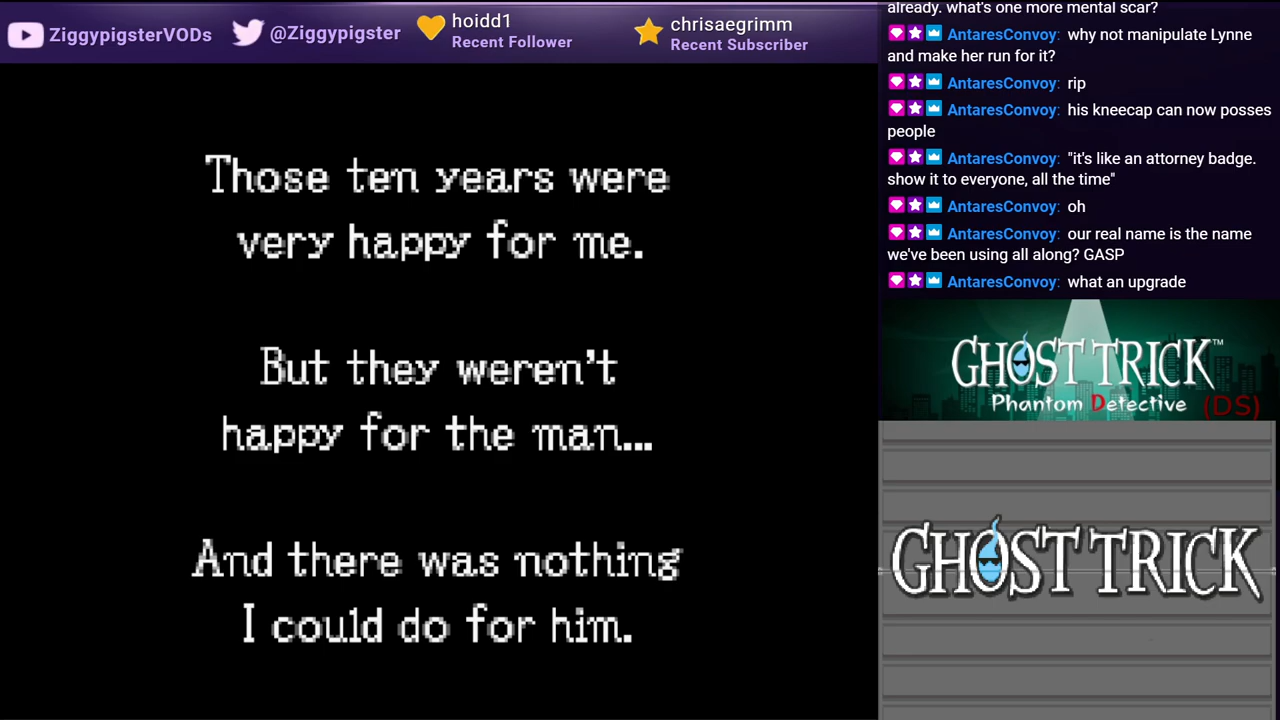 ZiggypigsterVODs
@Ziggypigster
hoidd1
Recent Follower
chrisaegrimm
Recent Subscriber
Those ten years were
very happy for me.
But they weren't
happy for the man...
And there was nothing
I could do for him.
already. what's one more mental scar?
AntaresConvoy: why not manipulate Lynne
and make her run for it?
AntaresConvoy: rip
AntaresConvoy: his kneecap can now posses
people
AntaresConvoy: "it's like an attorney badge.
show it to everyone, all the time"
AntaresConvoy: oh
AntaresConvoy: our real name is the name
we've been using all along? GASP
AntaresConvoy: what an upgrade
GHOST TRICK™
Phantom Detective (DS)
GHOST TRICK